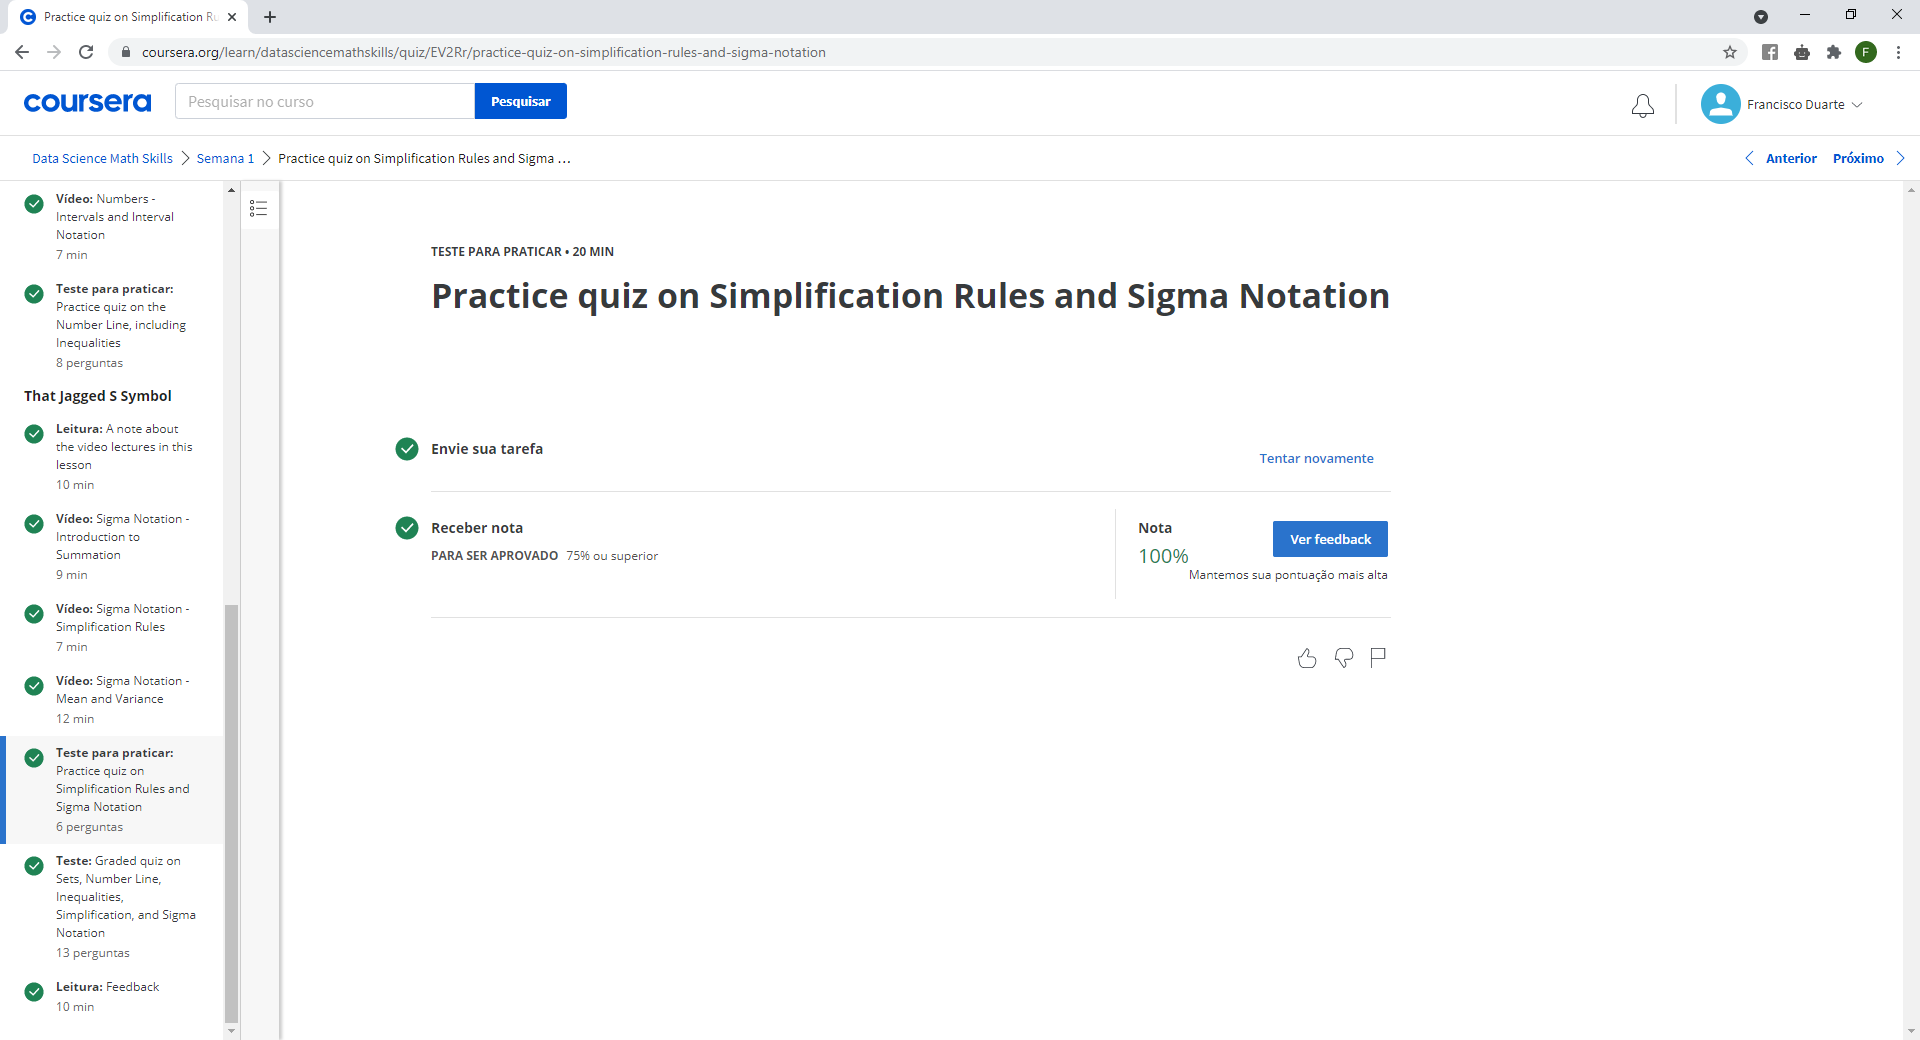 Practice quiz on Simplification Ru
coursera.org/learn/datasciencemathskills/quiz/EV2Rr/practice-quiz-on-simplification-rules-and-sigma-notation
F
coursera
Pesquisar no curso
Pesquisar
Francisco Duarte
Data Science Math Skills
Semana 1
Practice quiz on Simplification Rules and Sigma …
Anterior
Próximo
Vídeo: Numbers -
Intervals and Interval
Notation
7 min
Teste para praticar:
Practice quiz on the
Number Line, including
Inequalities
8 perguntas
That Jagged S Symbol
Leitura: A note about
the video lectures in this
lesson
10 min
Vídeo: Sigma Notation -
Introduction to
Summation
9 min
Vídeo: Sigma Notation -
Simplification Rules
7 min
Vídeo: Sigma Notation -
Mean and Variance
12 min
Teste para praticar:
Practice quiz on
Simplification Rules and
Sigma Notation
6 perguntas
Teste: Graded quiz on
Sets, Number Line,
Inequalities,
Simplification, and Sigma
Notation
13 perguntas
Leitura: Feedback
10 min
TESTE PARA PRATICAR • 20 MIN
Practice quiz on Simplification Rules and Sigma Notation
Envie sua tarefa
Tentar novamente
Receber nota
PARA SER APROVADO 75% ou superior
Nota
100%
Ver feedback
Mantemos sua pontuação mais alta